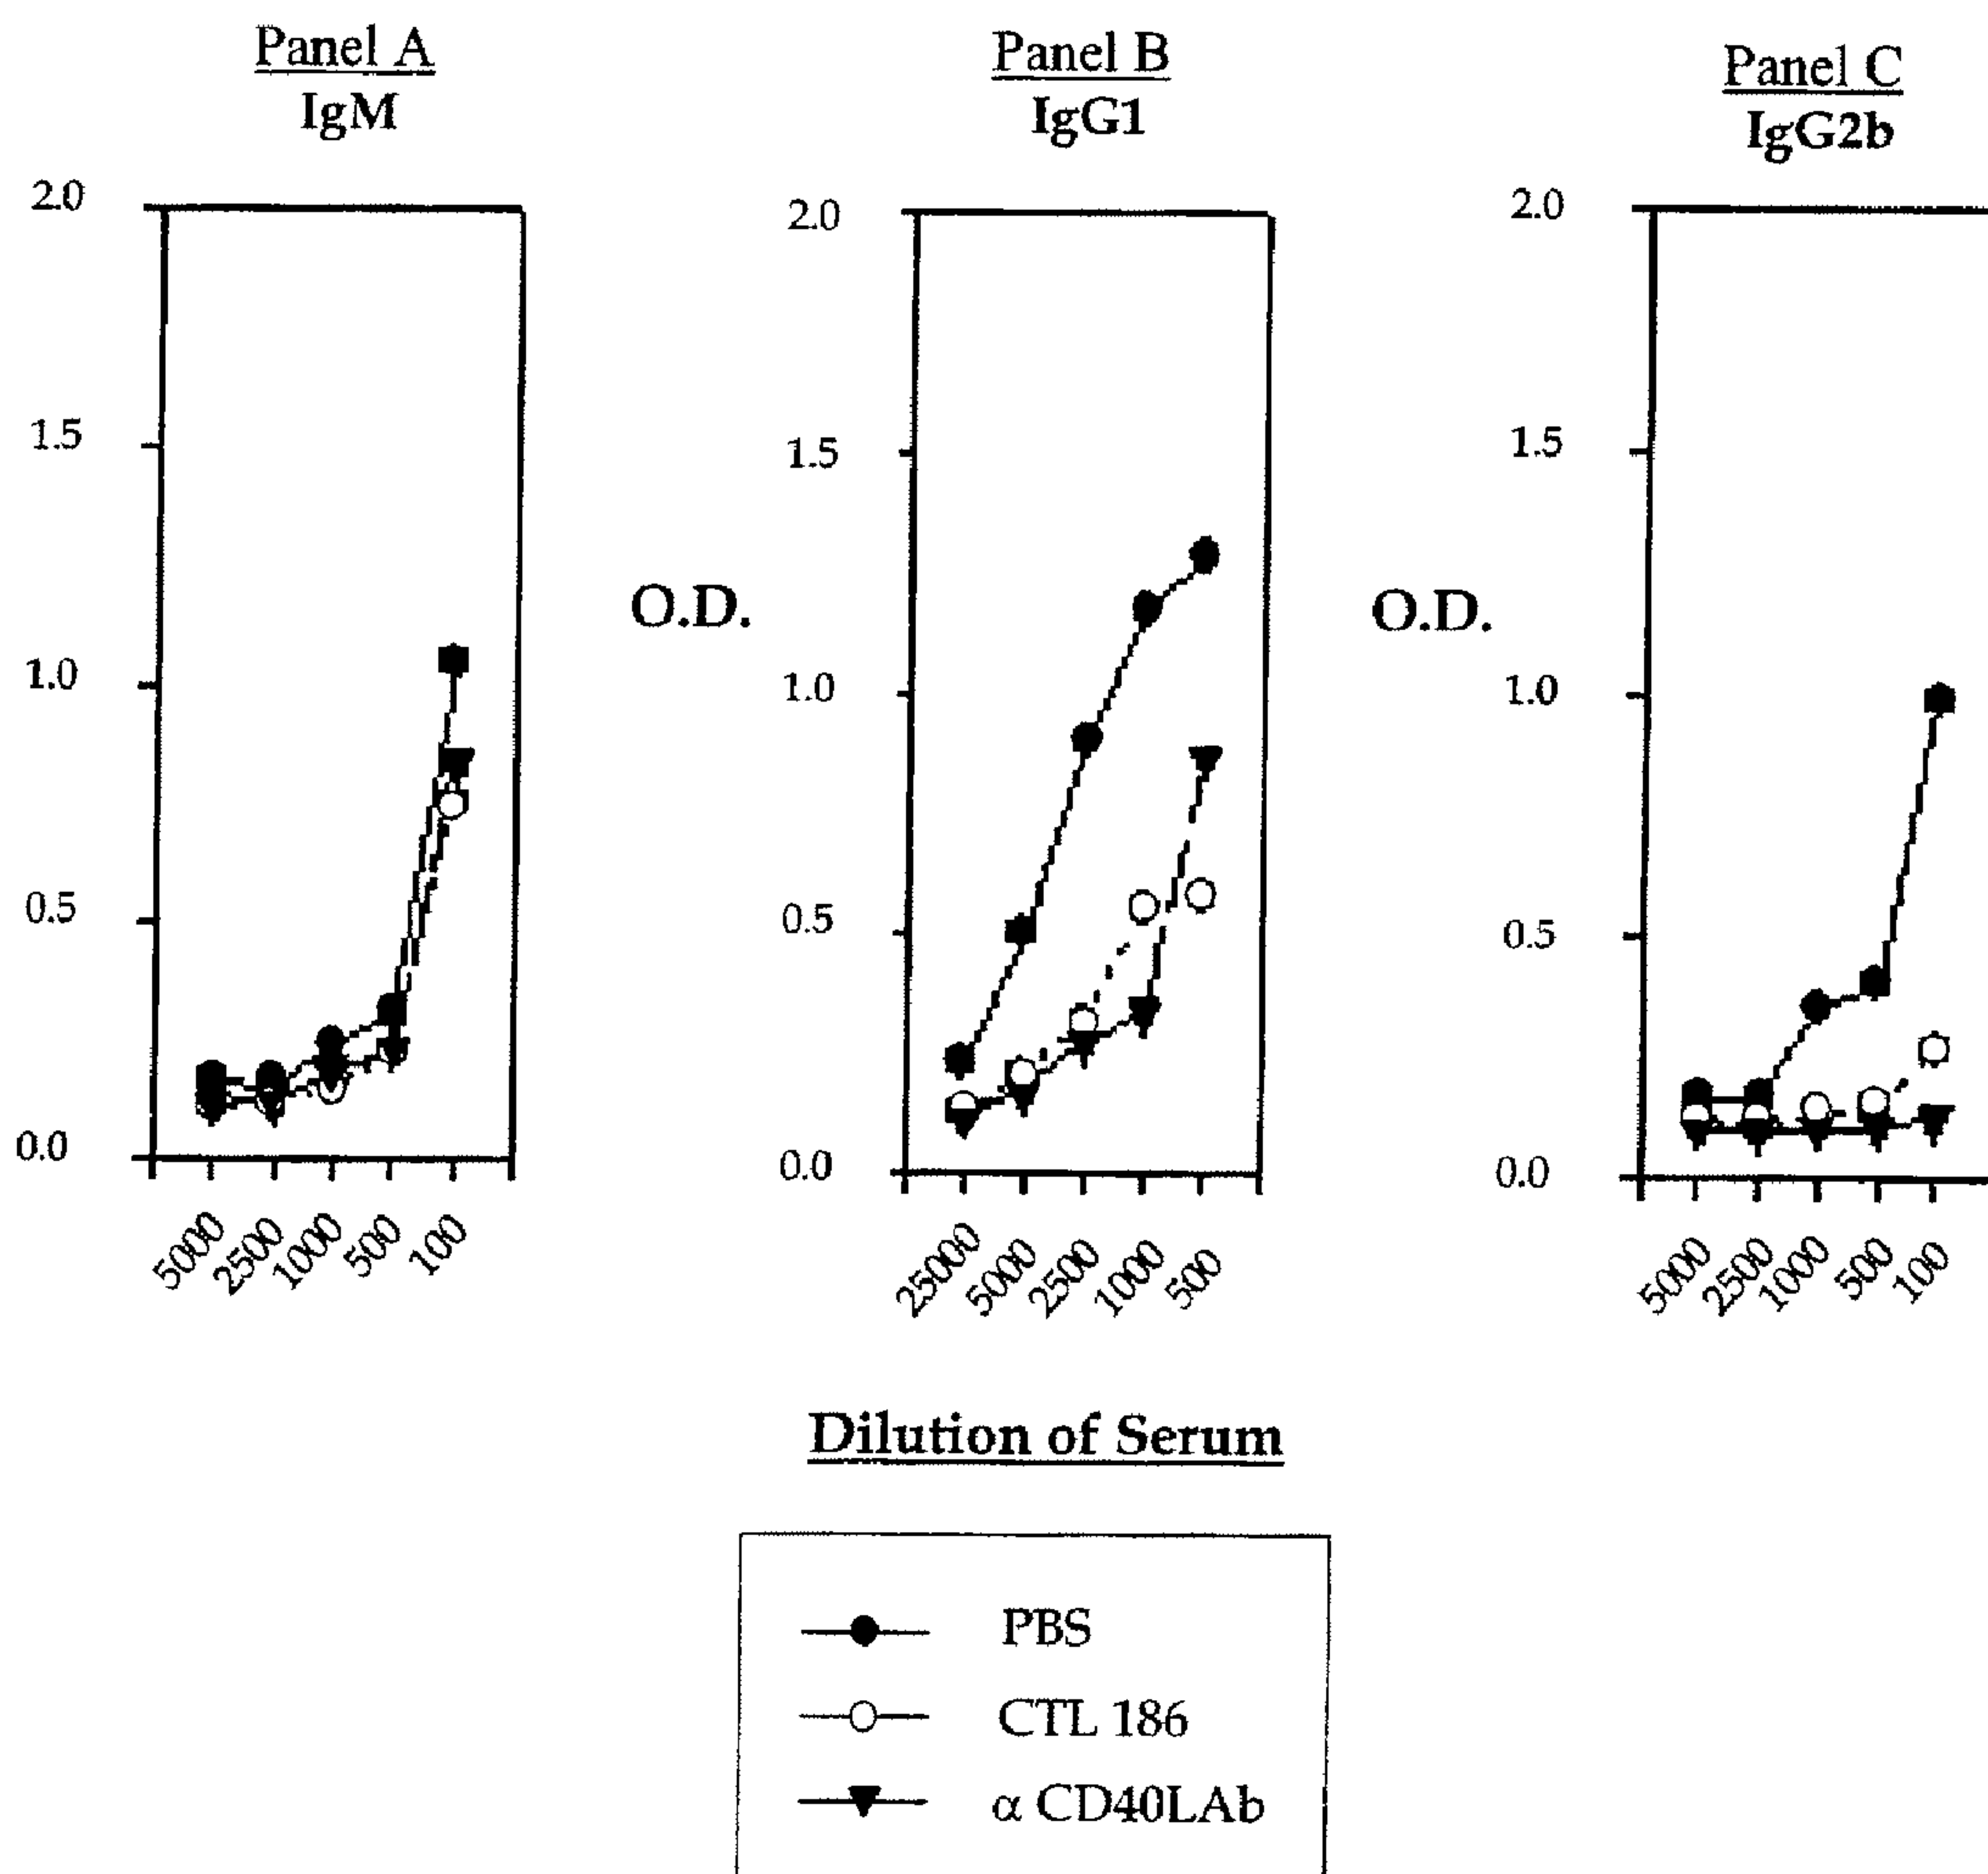 Panel A
IgM
2.0
1.5
1.0
0.5
0.0
5000
2500
1000
500
100
O.D.
Panel B
IgG1
2.0
1.5
1.0
0.5
0.0
25000
5000
2500
1000
500
O.D.
Panel C
IgG2b
2.0
1.5
1.0
0.5
0.0
5000
2500
1000
500
100
Dilution of Serum
PBS
CTL 186
α CD40LAb